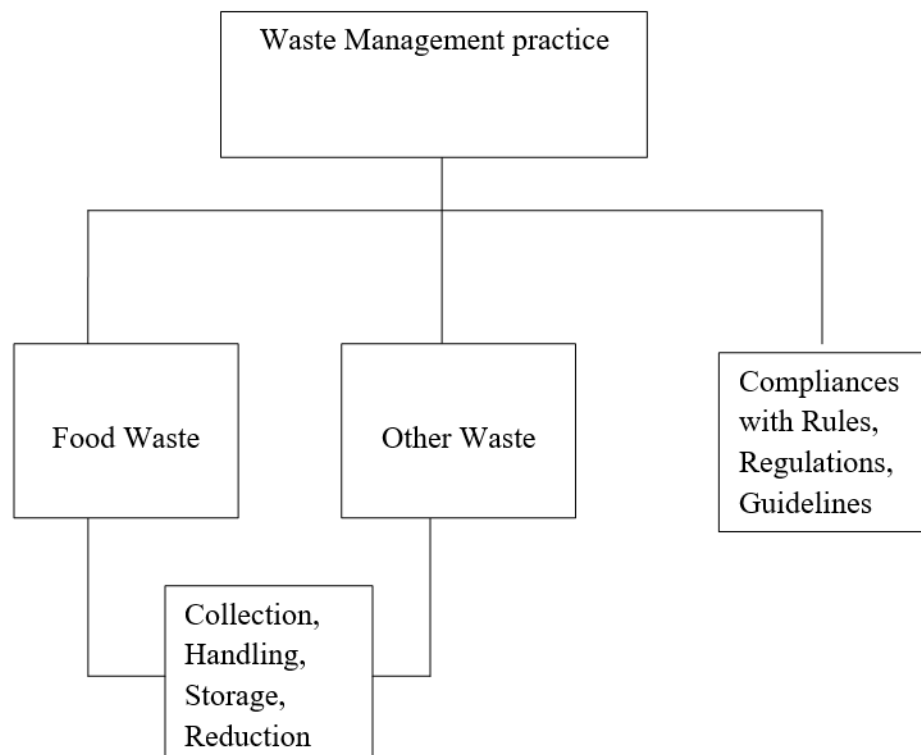 Waste Management practice
Food Waste
Other Waste
Compliances
with Rules,
Regulations,
Guidelines
Collection,
Handling,
Storage,
Reduction